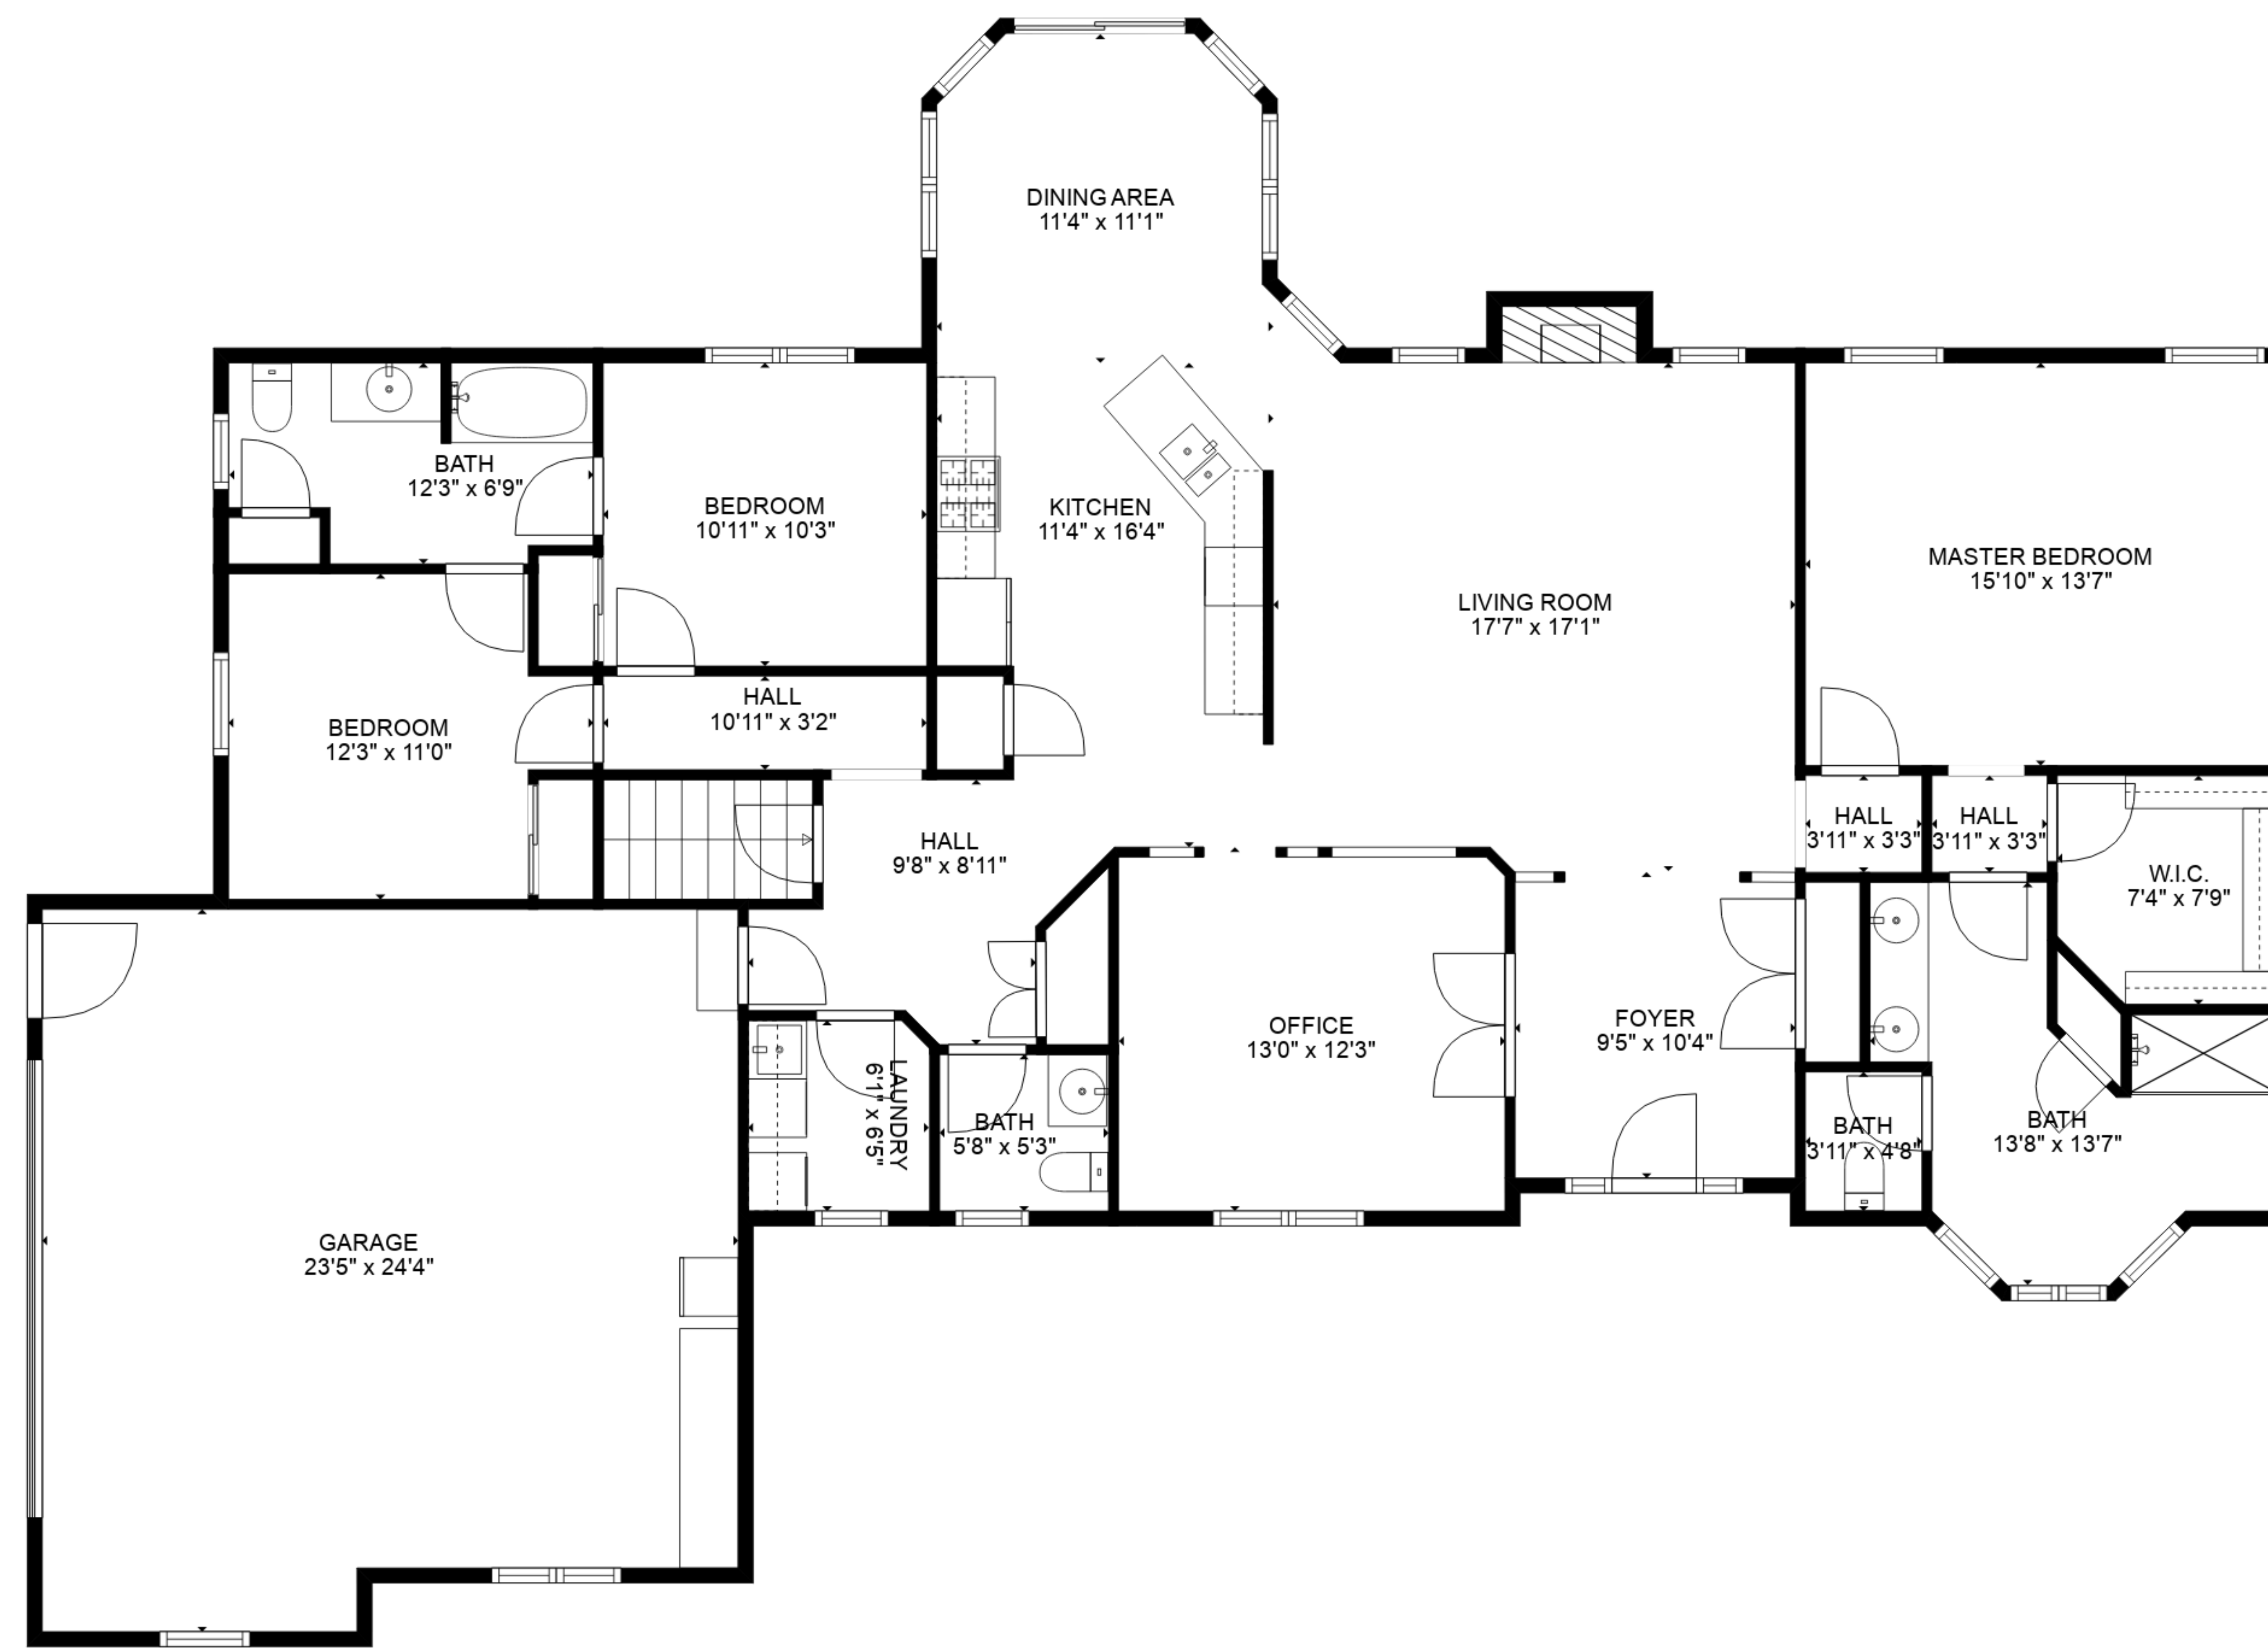 DINING AREA
11'4" x 11'1"
BATH
12'3" x 6'9"
BEDROOM
10'11" x 10'3"
KITCHEN
11'4" x 16'4"
LIVING ROOM
17'7" x 17'1"
MASTER BEDROOM
15'10" x 13'7"
BEDROOM
12'3" x 11'0"
HALL
10'11" x 3'2"
HALL
9'8" x 8'11"
HALL
3'11" x 3'3"
HALL
3'11" x 3'3"
W.I.C.
7'4" x 7'9"
OFFICE
13'0" x 12'3"
FOYER
9'5" x 10'4"
LAUNDRY
6'1" x 6'5"
BATH
5'8" x 5'3"
BATH
3'11" x 4'8"
BATH
13'8" x 13'7"
GARAGE
23'5" x 24'4"